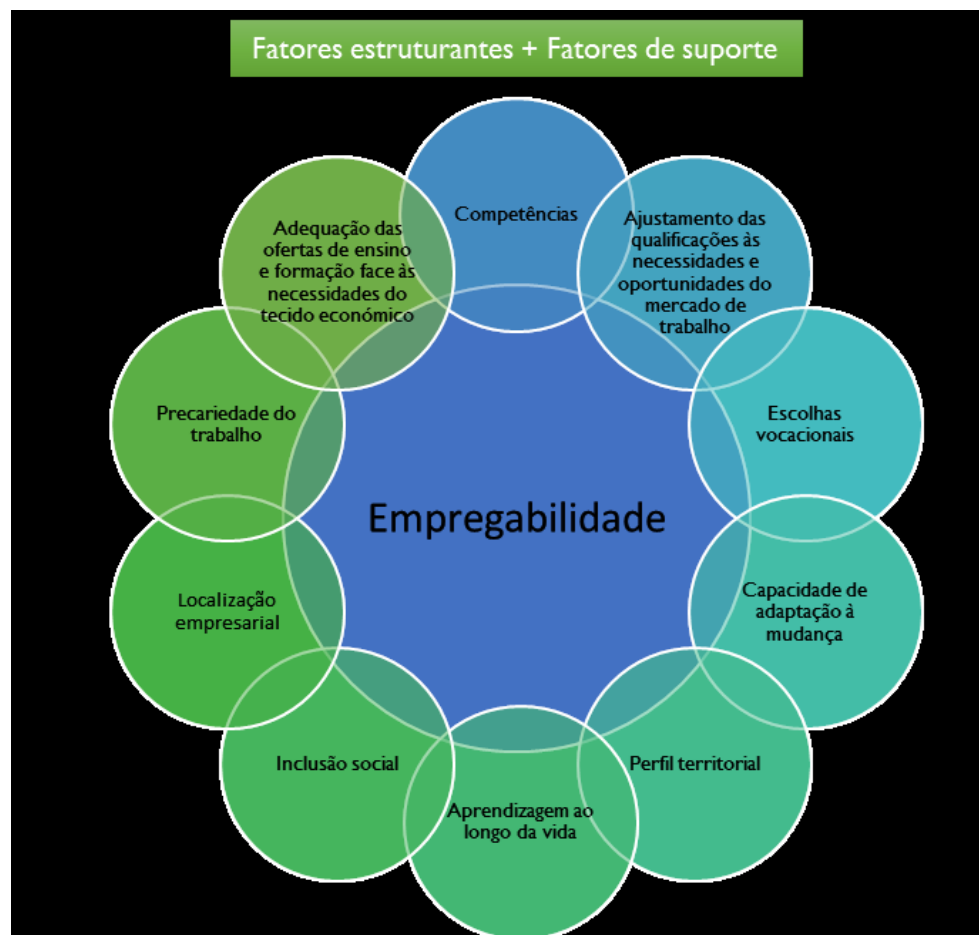 Fatores estruturantes + Fatores de suporte
Competências
Ajustamento das
qualificações às
necessidades e
oportunidades do
mercado de
trabalho
Escolhas
vocacionais
Capacidade de
adaptação à
mudança
Perfil territorial
Aprendizagem ao
longo da vida
Inclusão social
Localização
empresarial
Precariedade do
trabalho
Adequação das
ofertas de ensino
e formação face às
necessidades do
tecido económico
Empregabilidade